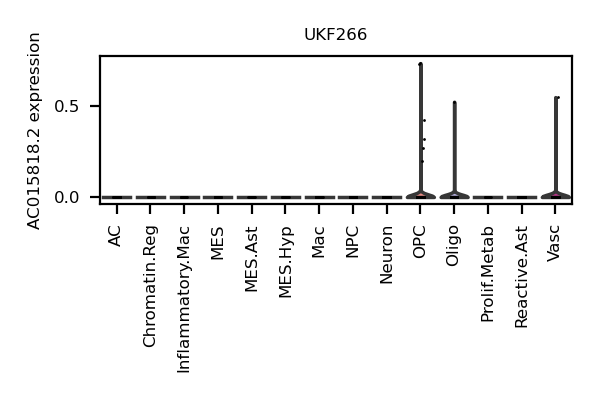 UKF266
AC015818.2 expression
0.5
0.0
AC
Chromatin.Reg
Inflammatory.Mac
MES
MES.Ast
MES.Hyp
Mac
NPC
Neuron
OPC
Oligo
Prolif.Metab
Reactive.Ast
Vasc